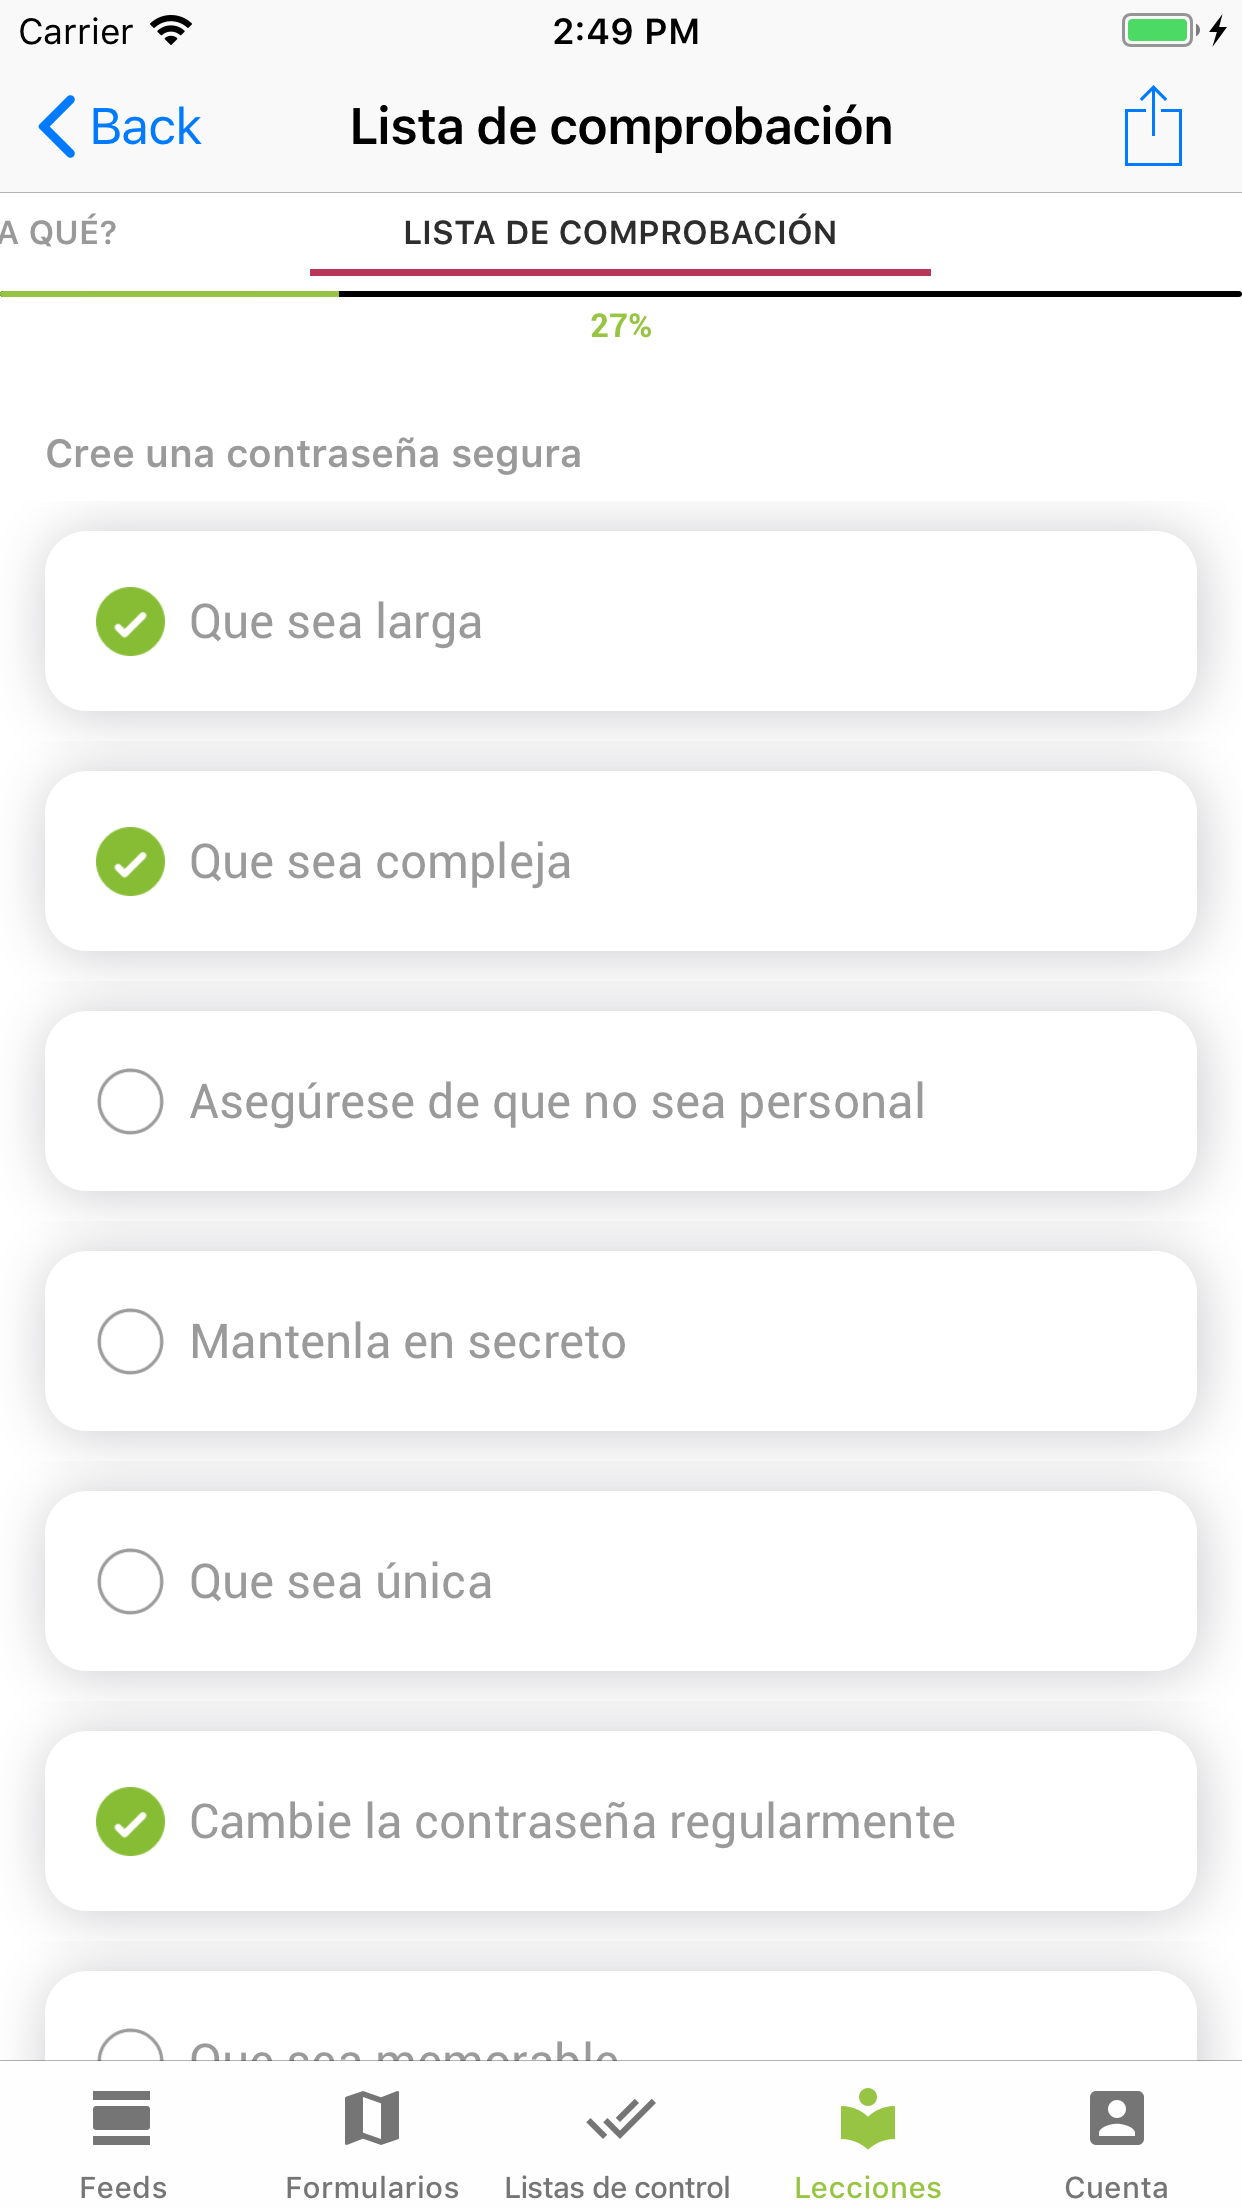 Carrier
2:49 PM
Back
Lista de comprobación
A QUÉ?
LISTA DE COMPROBACIÓN
27%
Cree una contraseña segura
Que sea larga
Que sea compleja
Asegúrese de que no sea personal
Mantenla en secreto
Que sea única
Cambie la contraseña regularmente
Que sea memorable
Feeds
Formularios
Listas de control
Lecciones
Cuenta